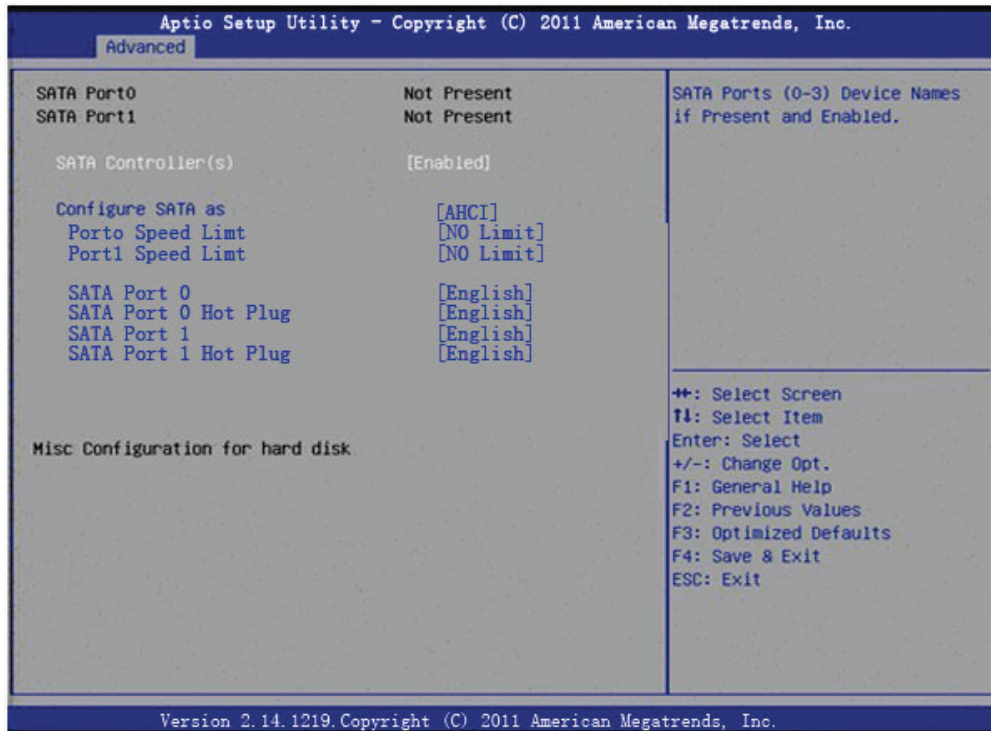 Aptio Setup Utility - Copyright (C) 2011 American Megatrends, Inc.
Advanced
SATA Port0 Not Present
SATA Port1 Not Present
SATA Controller(s) [Enabled]
Configure SATA as [AHCI]
Porto Speed Limt [NO Limit]
Port1 Speed Limt [NO Limit]
SATA Port 0 [English]
SATA Port 0 Hot Plug [English]
SATA Port 1 [English]
SATA Port 1 Hot Plug [English]
Misc Configuration for hard disk
SATA Ports (0-3) Device Names
if Present and Enabled.
→←: Select Screen
↑↓: Select Item
Enter: Select
+/-: Change Opt.
F1: General Help
F2: Previous Values
F3: Optimized Defaults
F4: Save & Exit
ESC: Exit
Version 2.14.1219.Copyright (C) 2011 American Megatrends, Inc.